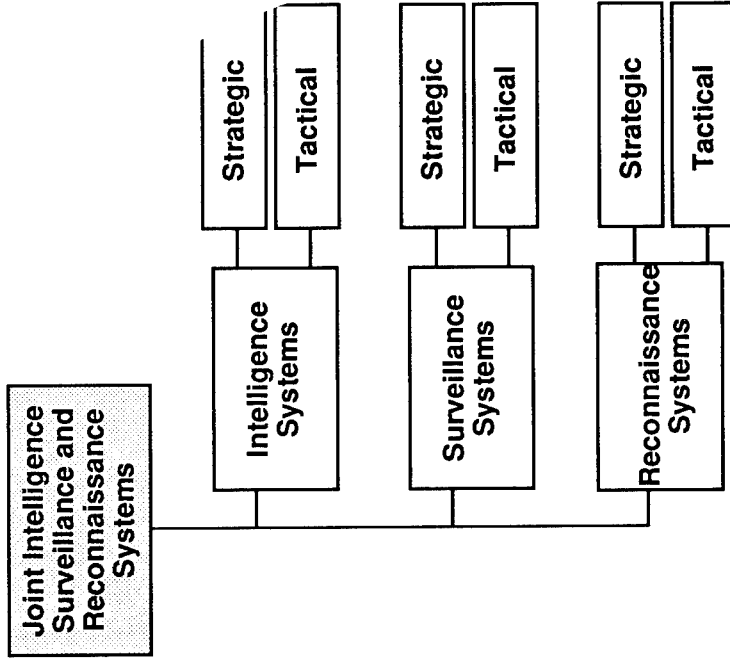 Joint Intelligence
Surveillance and
Reconnaissance
Systems
Intelligence
Systems
Strategic
Tactical
Surveillance
Systems
Strategic
Tactical
Reconnaissance
Systems
Strategic
Tactical